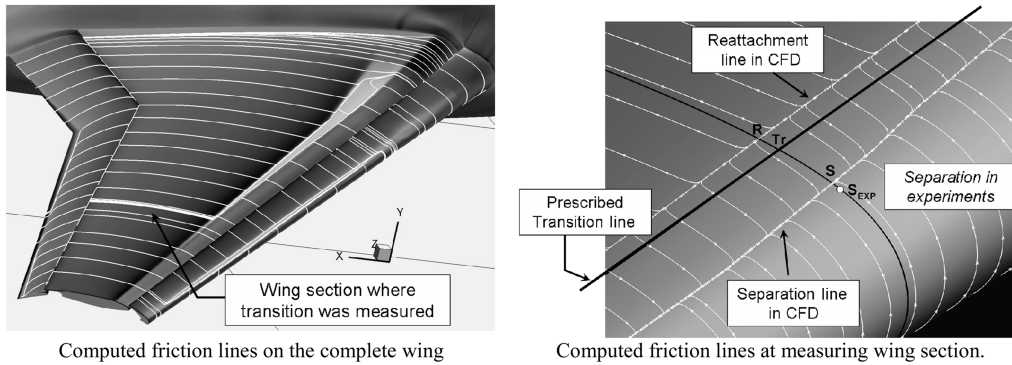 X
Y
Z
Wing section where
transition was measured
Computed friction lines on the complete wing
Reattachment
line in CFD
R
Tr
S
S_EXP
Separation in
experiments
Prescribed
Transition line
Separation line
in CFD
Computed friction lines at measuring wing section.